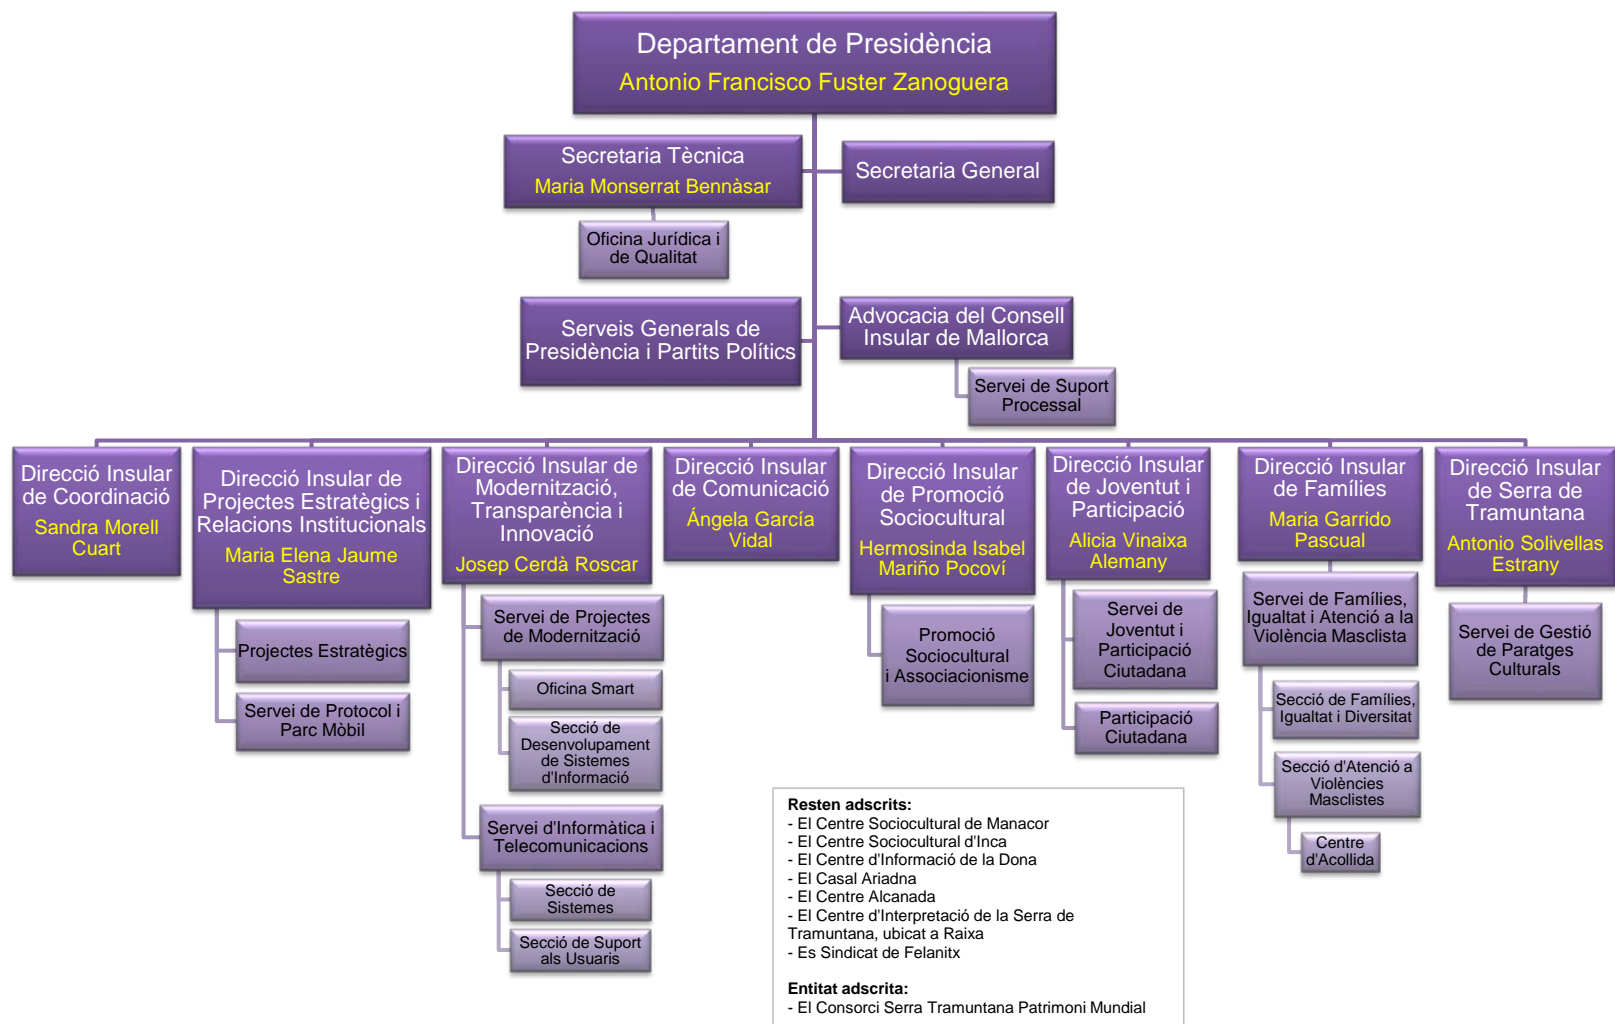 Departament de Presidència
Antonio Francisco Fuster Zanoguera
Secretaria Tècnica
Maria Monserrat Bennàsar
Secretaria General
Oficina Jurídica i
de Qualitat
Serveis Generals de
Presidència i Partits Polítics
Advocacia del Consell
Insular de Mallorca
Servei de Suport
Processal
Direcció Insular
de Coordinació
Sandra Morell
Cuart
Direcció Insular de
Projectes Estratègics i
Relacions Institucionals
Maria Elena Jaume
Sastre
Projectes Estratègics
Servei de Protocol i
Parc Mòbil
Direcció Insular de
Modernització,
Transparència i
Innovació
Josep Cerdà Roscar
Servei de Projectes
de Modernització
Oficina Smart
Secció de
Desenvolupament
de Sistemes
d'Informació
Servei d'Informàtica i
Telecomunicacions
Secció de
Sistemes
Secció de Suport
als Usuaris
Direcció Insular
de Comunicació
Ángela García
Vidal
Direcció Insular
de Promoció
Sociocultural
Hermosinda Isabel
Mariño Pocoví
Promoció
Sociocultural
i Associacionisme
Direcció Insular
de Joventut i
Participació
Alicia Vinaixa
Alemany
Servei de
Joventut i
Participació
Ciutadana
Participació
Ciutadana
Direcció Insular
de Famílies
Maria Garrido
Pascual
Servei de Famílies,
Igualtat i Atenció a la
Violència Masclista
Secció de Famílies,
Igualtat i Diversitat
Secció d'Atenció a
Violències
Masclistes
Centre
d'Acollida
Direcció Insular
de Serra de
Tramuntana
Antonio Solivellas
Estrany
Servei de Gestió
de Paratges
Culturals
Resten adscrits:
- El Centre Sociocultural de Manacor
- El Centre Sociocultural d'Inca
- El Centre d'Informació de la Dona
- El Casal Ariadna
- El Centre Alcanada
- El Centre d'Interpretació de la Serra de
Tramuntana, ubicat a Raixa
- Es Sindicat de Felanitx
Entitat adscrita:
- El Consorci Serra Tramuntana Patrimoni Mundial